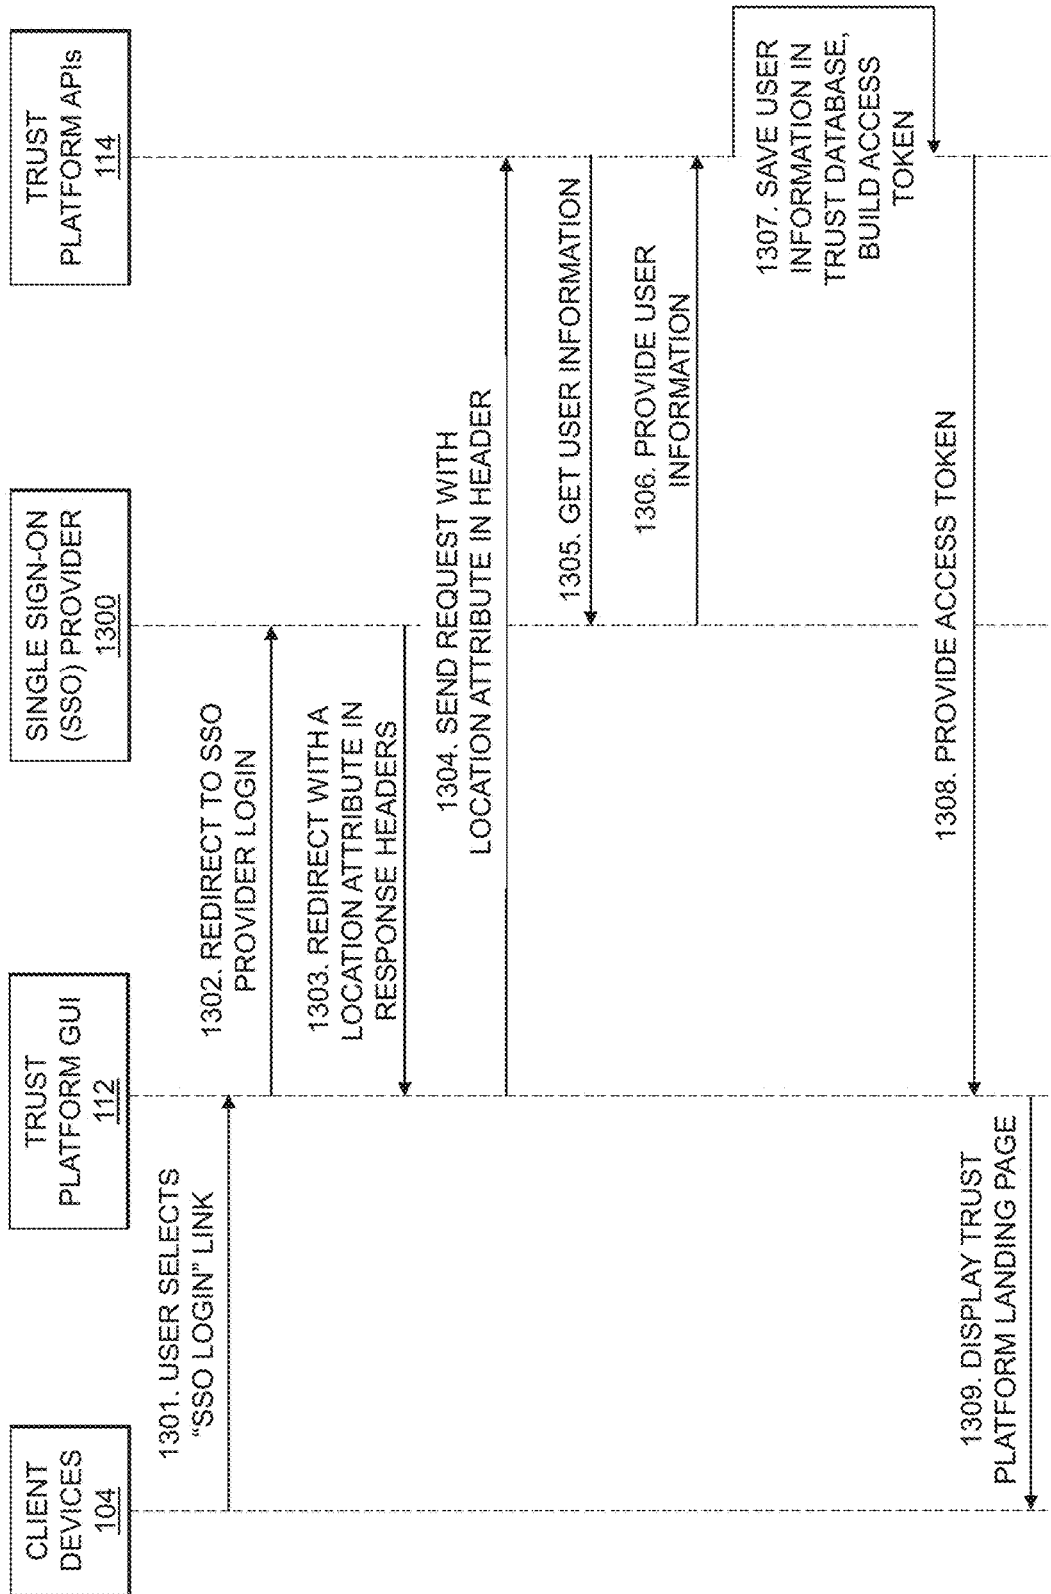 CLIENT
DEVICES
104
TRUST
PLATFORM GUI
112
SINGLE SIGN-ON
(SSO) PROVIDER
1300
TRUST
PLATFORM APIs
114
1301. USER SELECTS
“SSO LOGIN” LINK
1302. REDIRECT TO SSO
PROVIDER LOGIN
1303. REDIRECT WITH A
LOCATION ATTRIBUTE IN
RESPONSE HEADERS
1304. SEND REQUEST WITH
LOCATION ATTRIBUTE IN HEADER
1305. GET USER INFORMATION
1306. PROVIDE USER
INFORMATION
1307. SAVE USER
INFORMATION IN
TRUST DATABASE,
BUILD ACCESS
TOKEN
1308. PROVIDE ACCESS TOKEN
1309. DISPLAY TRUST
PLATFORM LANDING PAGE